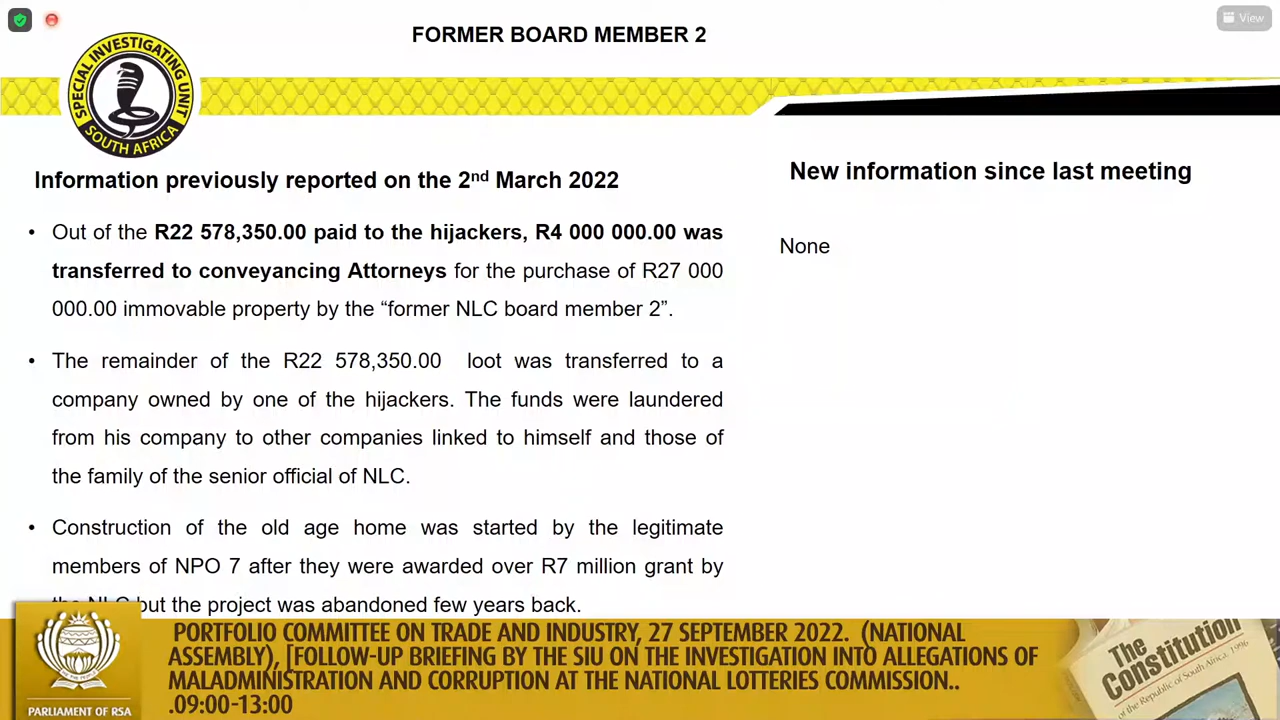 FORMER BOARD MEMBER 2
View
SPECIAL INVESTIGATING UNIT
SOUTH AFRICA
Information previously reported on the 2nd March 2022
• Out of the R22 578,350.00 paid to the hijackers, R4 000 000.00 was
transferred to conveyancing Attorneys for the purchase of R27 000
000.00 immovable property by the “former NLC board member 2”.
• The remainder of the R22 578,350.00 loot was transferred to a
company owned by one of the hijackers. The funds were laundered
from his company to other companies linked to himself and those of
the family of the senior official of NLC.
• Construction of the old age home was started by the legitimate
members of NPO 7 after they were awarded over R7 million grant by
the NLC but the project was abandoned few years back.
New information since last meeting
None
PORTFOLIO COMMITTEE ON TRADE AND INDUSTRY, 27 SEPTEMBER 2022. (NATIONAL
ASSEMBLY), [FOLLOW-UP BRIEFING BY THE SIU ON THE INVESTIGATION INTO ALLEGATIONS OF
MALADMINISTRATION AND CORRUPTION AT THE NATIONAL LOTTERIES COMMISSION..
.09:00-13:00
PARLIAMENT OF RSA
The
Constitution
of the Republic of South Africa, 1996